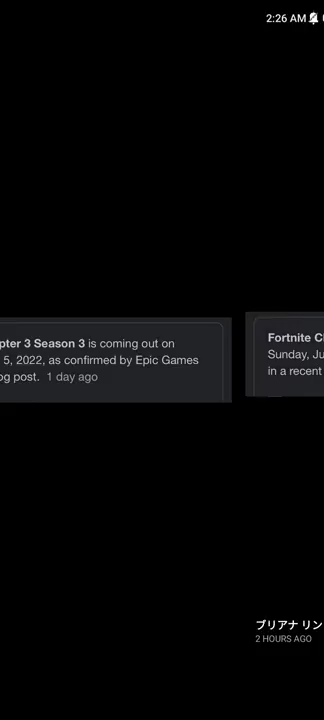 2:26 AM
pter 3 Season 3 is coming out on
5, 2022, as confirmed by Epic Games
og post. 1 day ago
Fortnite C
Sunday, Ju
in a recent
ブリアナ リン
2 HOURS AGO